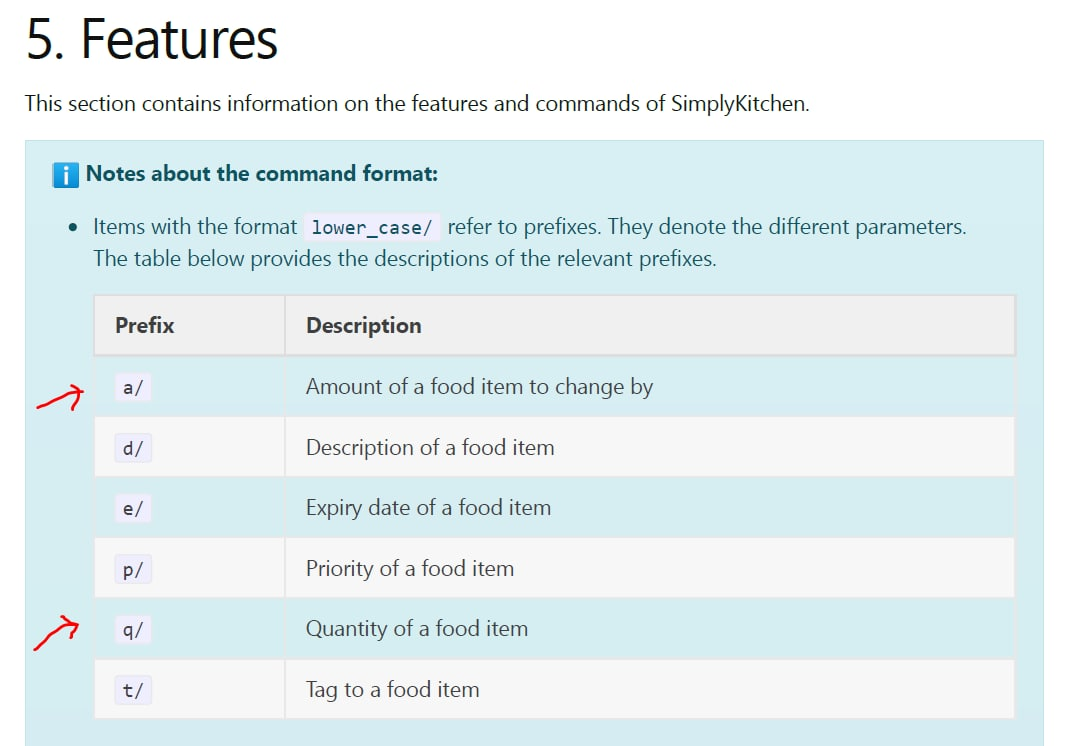 5. Features
This section contains information on the features and commands of SimplyKitchen.
i Notes about the command format:
• Items with the format lower_case/ refer to prefixes. They denote the different parameters.
The table below provides the descriptions of the relevant prefixes.
Prefix Description
a/ Amount of a food item to change by
d/ Description of a food item
e/ Expiry date of a food item
p/ Priority of a food item
q/ Quantity of a food item
t/ Tag to a food item